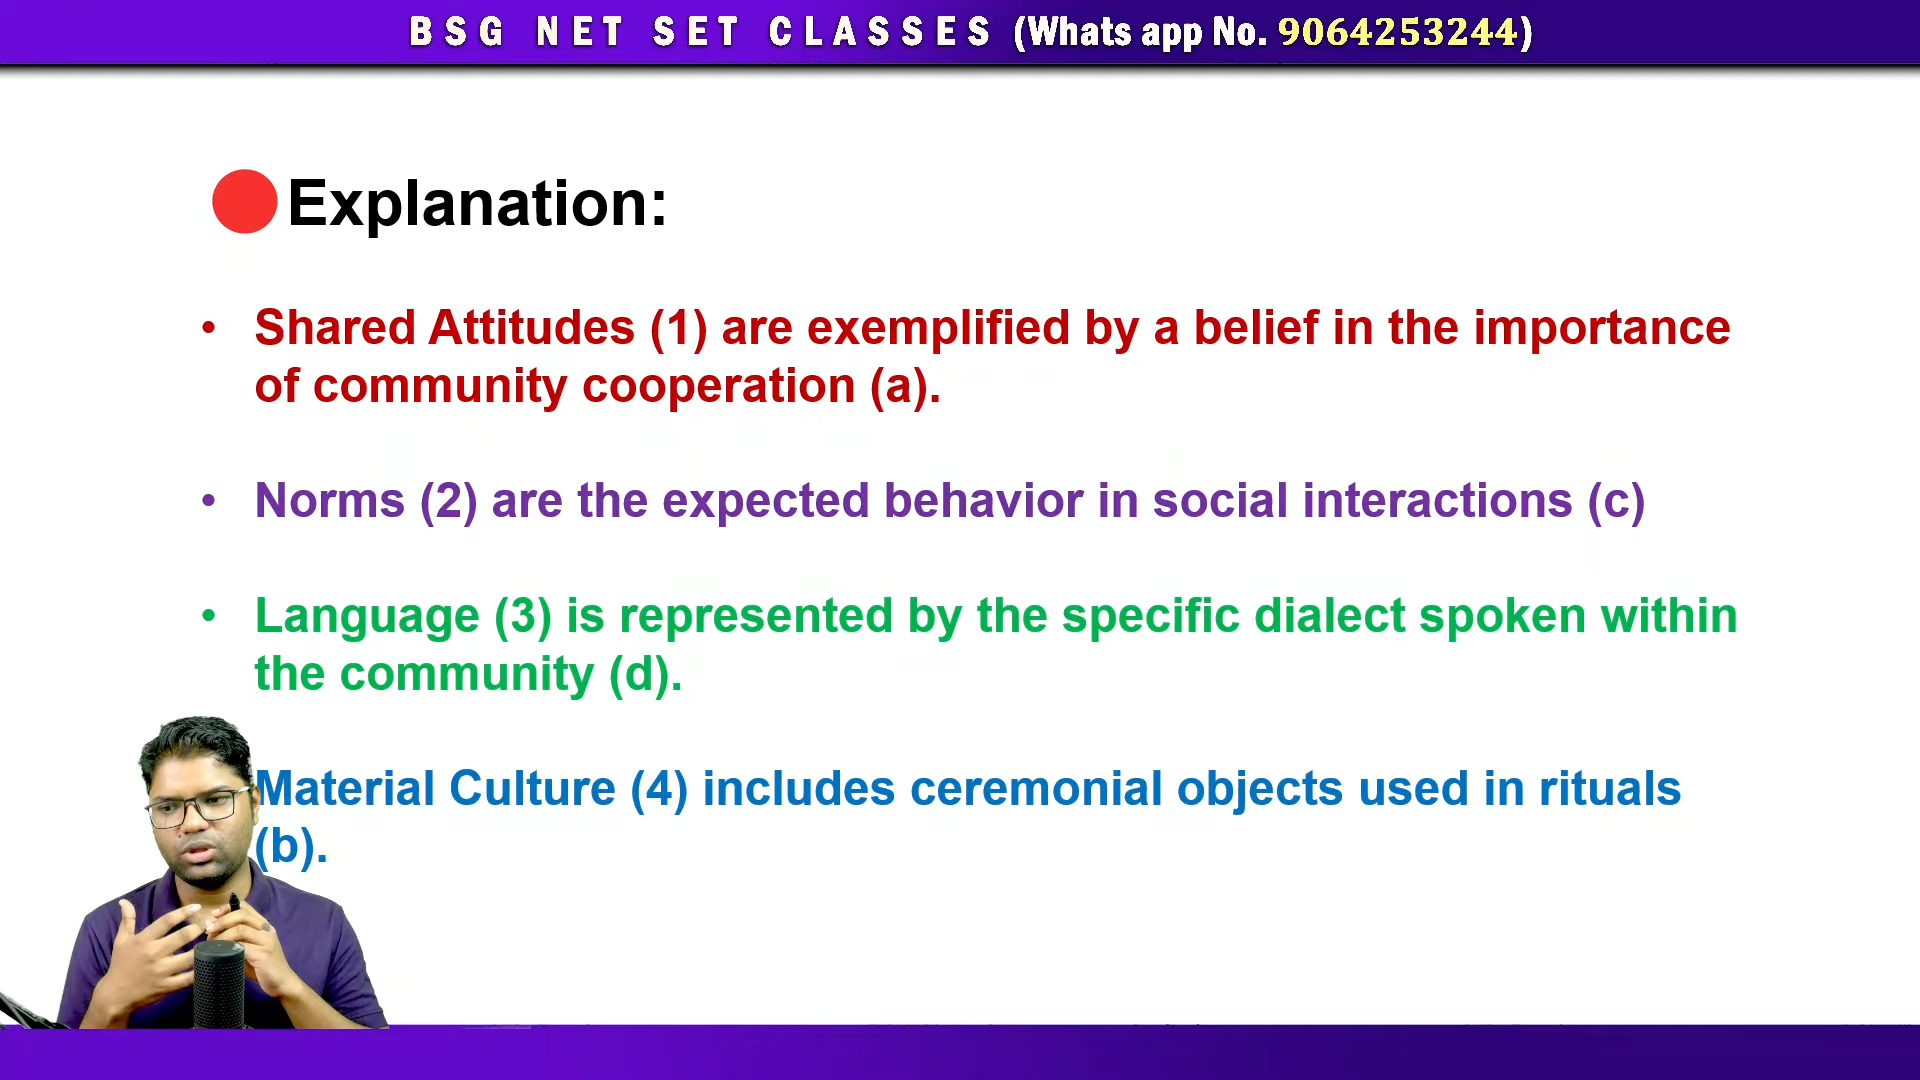 BSG NET SET CLASSES (Whats app No. 9064253244)
Explanation:
• Shared Attitudes (1) are exemplified by a belief in the importance
of community cooperation (a).
• Norms (2) are the expected behavior in social interactions (c)
• Language (3) is represented by the specific dialect spoken within
the community (d).
Material Culture (4) includes ceremonial objects used in rituals
(b).